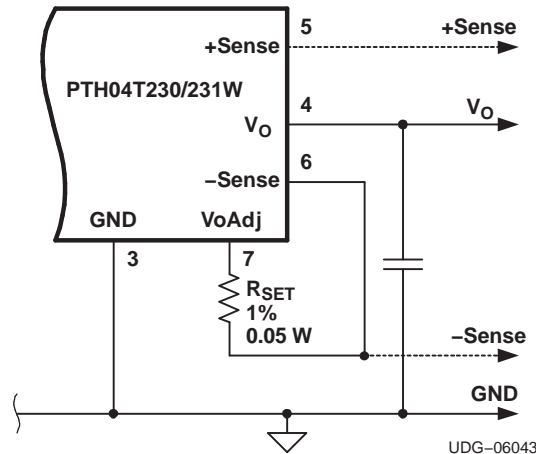 5
+Sense
+Sense
PTH04T230/231W
4
VO
VO
6
–Sense
GND
VoAdj
3
7
RSET
1%
0.05 W
–Sense
GND
UDG–06043